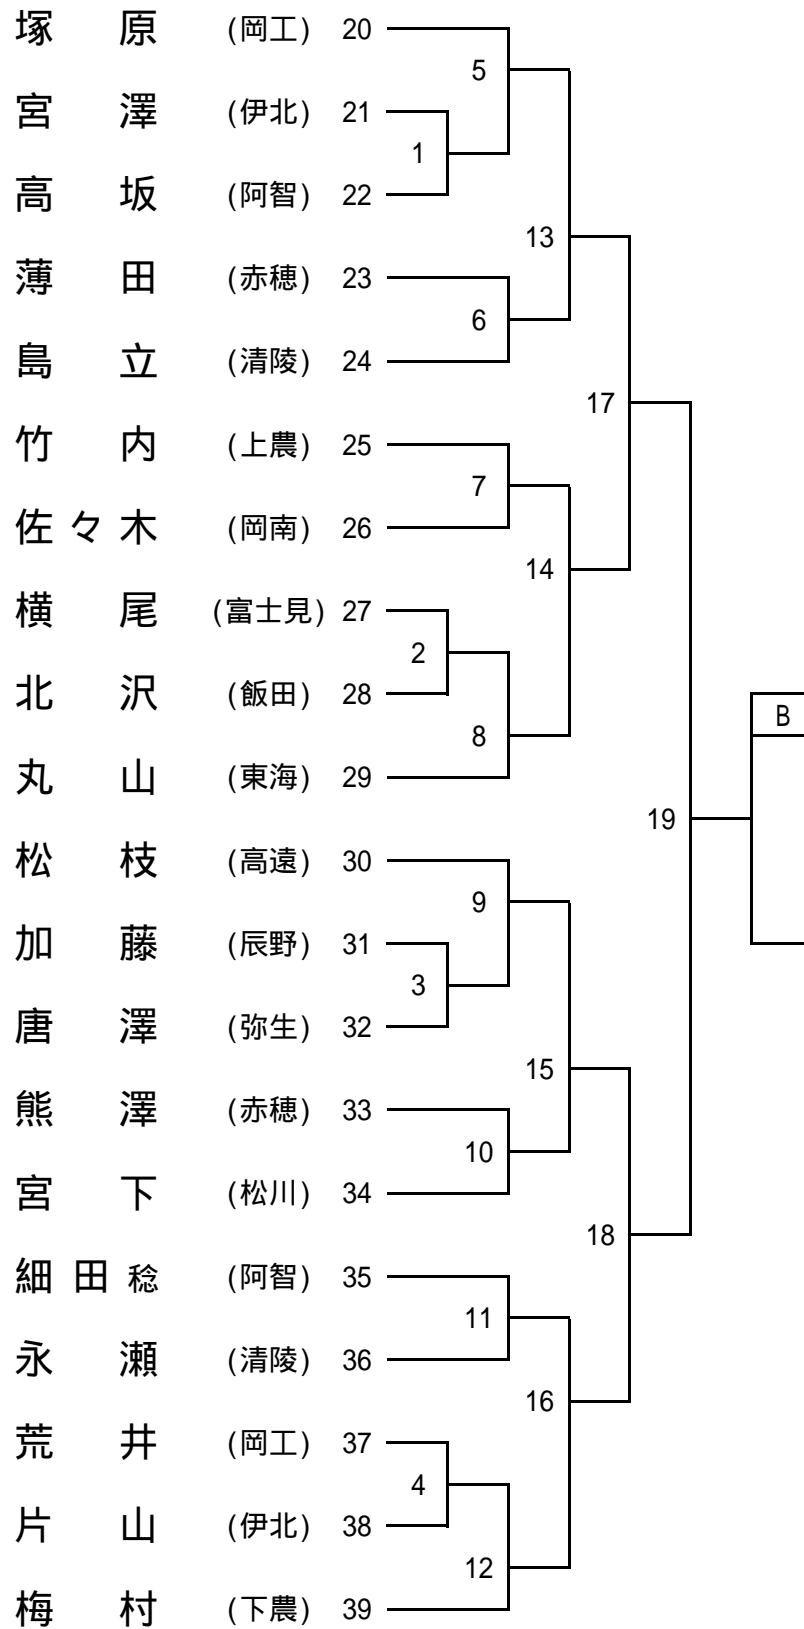 塚原 (岡工) 20
5
宮澤 (伊北) 21
1
高坂 (阿智) 22
13
薄田 (赤穂) 23
6
島立 (清陵) 24
17
竹内 (上農) 25
7
佐々木 (岡南) 26
14
横尾 (富士見) 27
2
北沢 (飯田) 28
B
8
丸山 (東海) 29
19
松枝 (高遠) 30
9
加藤 (辰野) 31
3
唐澤 (弥生) 32
15
熊澤 (赤穂) 33
10
宮下 (松川) 34
18
細田稔 (阿智) 35
11
永瀬 (清陵) 36
16
荒井 (岡工) 37
4
片山 (伊北) 38
12
梅村 (下農) 39